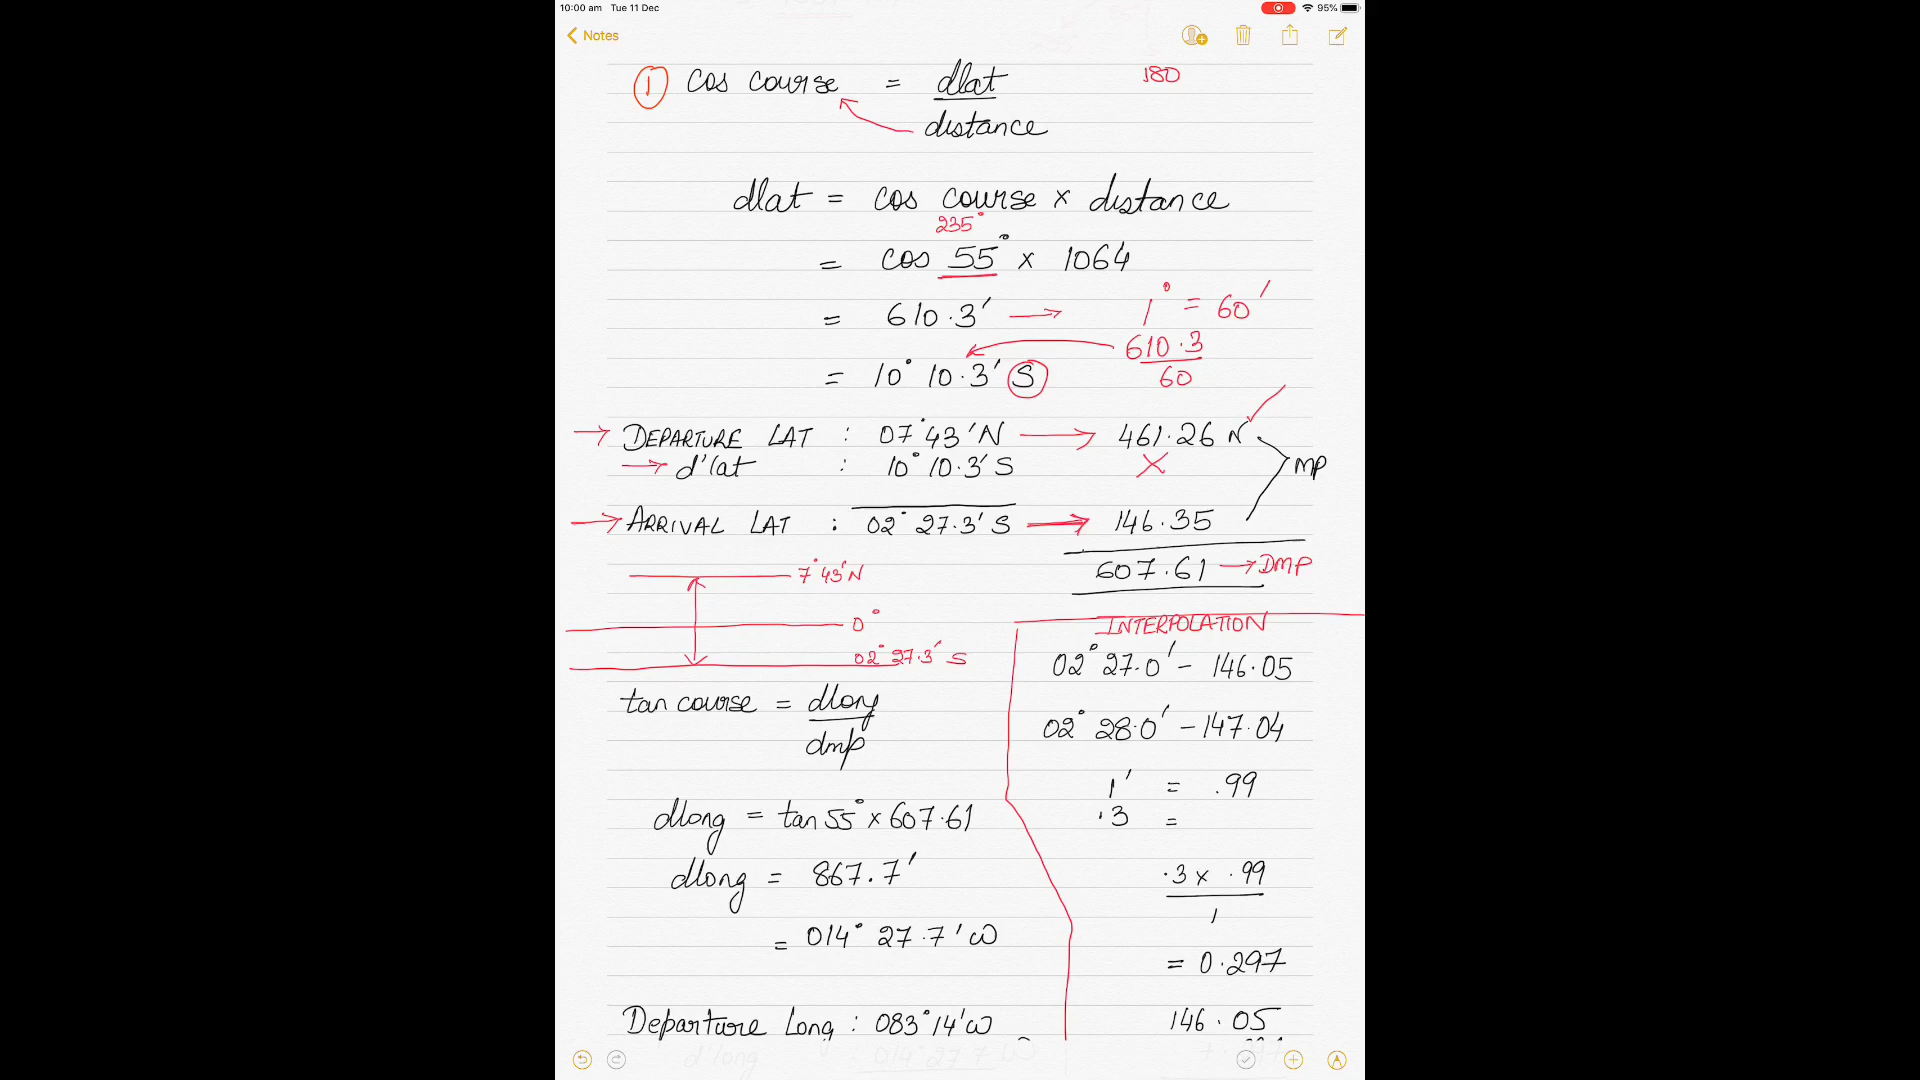 10:00 am Tue 11 Dec 95%
Notes
1 cos course = dlat 180
distance
dlat = cos course x distance
235°
= cos 55° x 1064
= 610.3' → 1° = 60'
610.3
= 10° 10.3' S 60
→ DEPARTURE LAT : 07°43'N → 461.26 N
→ d'lat : 10° 10.3' S X MP
→ ARRIVAL LAT : 02° 27.3' S → 146.35
607.61 → DMP
7°43'N
0°
02° 27.3' S
tan course = dlong
dmp
dlong = tan 55° x 607.61
dlong = 867.7'
= 014° 27.7' W
Departure Long : 083°14'W
INTERPOLATION
02° 27.0' - 146.05
02° 28.0' - 147.04
1' = .99
.3 =
.3 x .99
1
= 0.297
146.05
d'long 014° 27.7 W